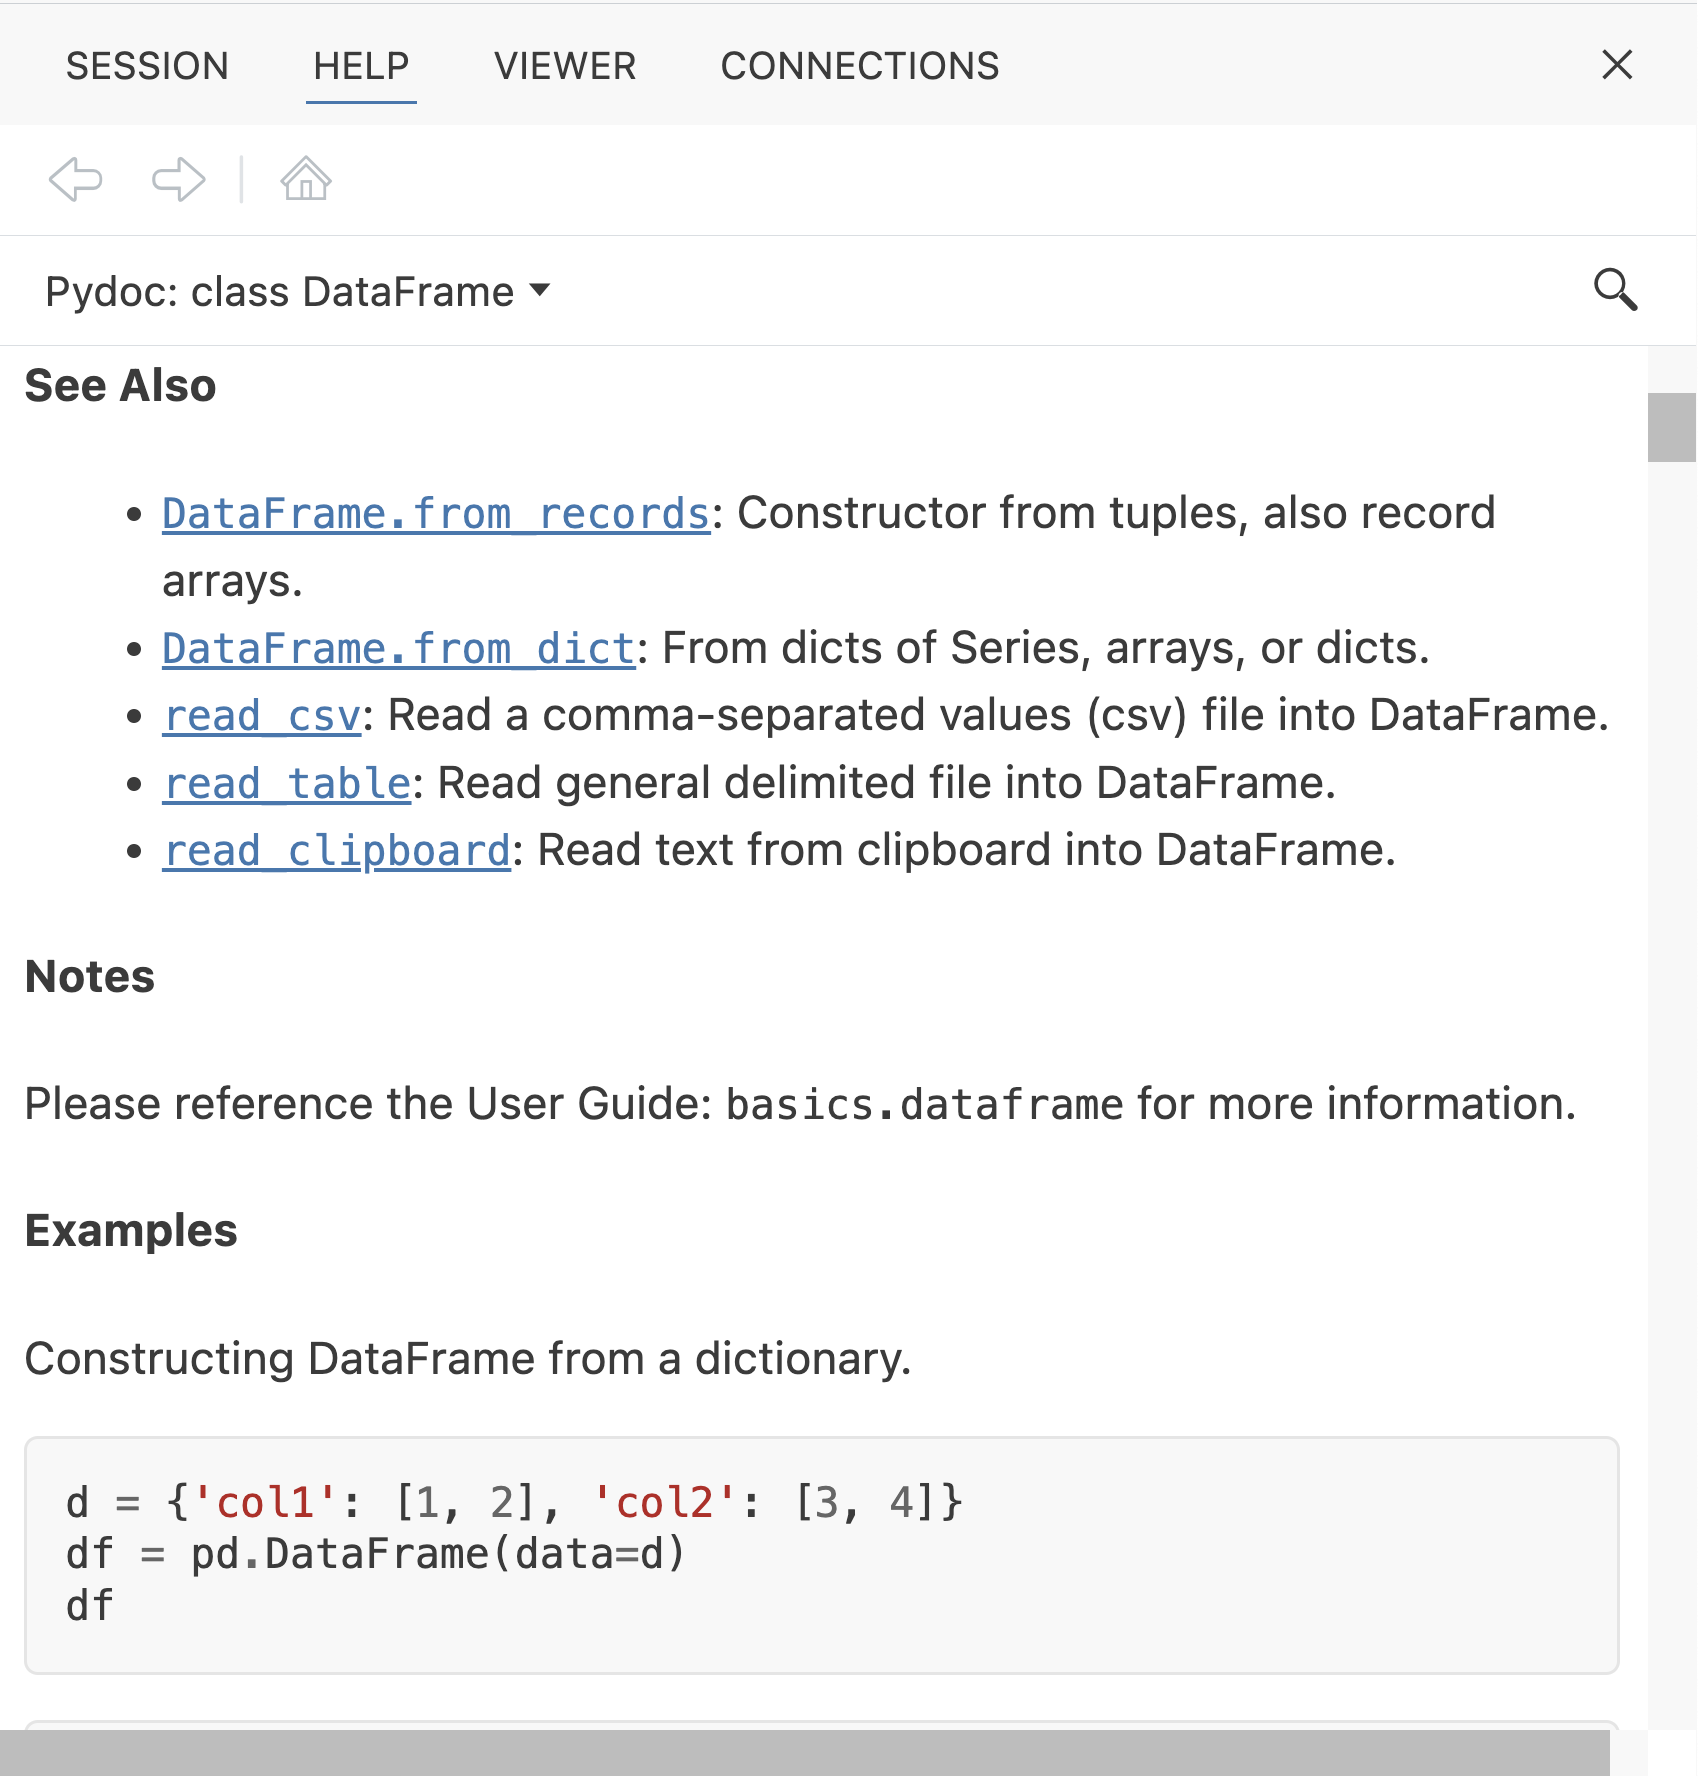 SESSION HELP VIEWER CONNECTIONS
Pydoc: class DataFrame
See Also
• DataFrame.from_records: Constructor from tuples, also record
arrays.
• DataFrame.from_dict: From dicts of Series, arrays, or dicts.
• read_csv: Read a comma-separated values (csv) file into DataFrame.
• read_table: Read general delimited file into DataFrame.
• read_clipboard: Read text from clipboard into DataFrame.
Notes
Please reference the User Guide: basics.dataframe for more information.
Examples
Constructing DataFrame from a dictionary.
d = {'col1': [1, 2], 'col2': [3, 4]}
df = pd.DataFrame(data=d)
df